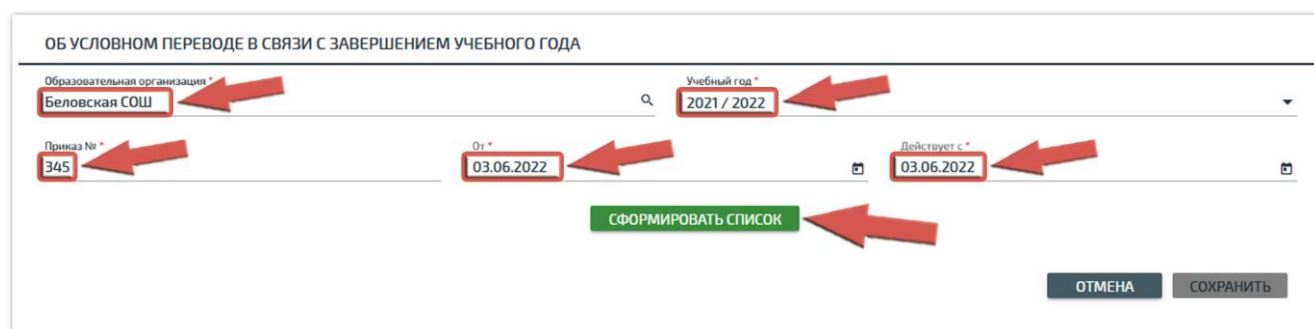 ОБ УСЛОВНОМ ПЕРЕВОДЕ В СВЯЗИ С ЗАВЕРШЕНИЕМ УЧЕБНОГО ГОДА
Образовательная организация *
Беловская СОШ
Учебный год *
2021 / 2022
Приказ № *
345
От *
03.06.2022
Действует с *
03.06.2022
СФОРМИРОВАТЬ СПИСОК
ОТМЕНА
СОХРАНИТЬ